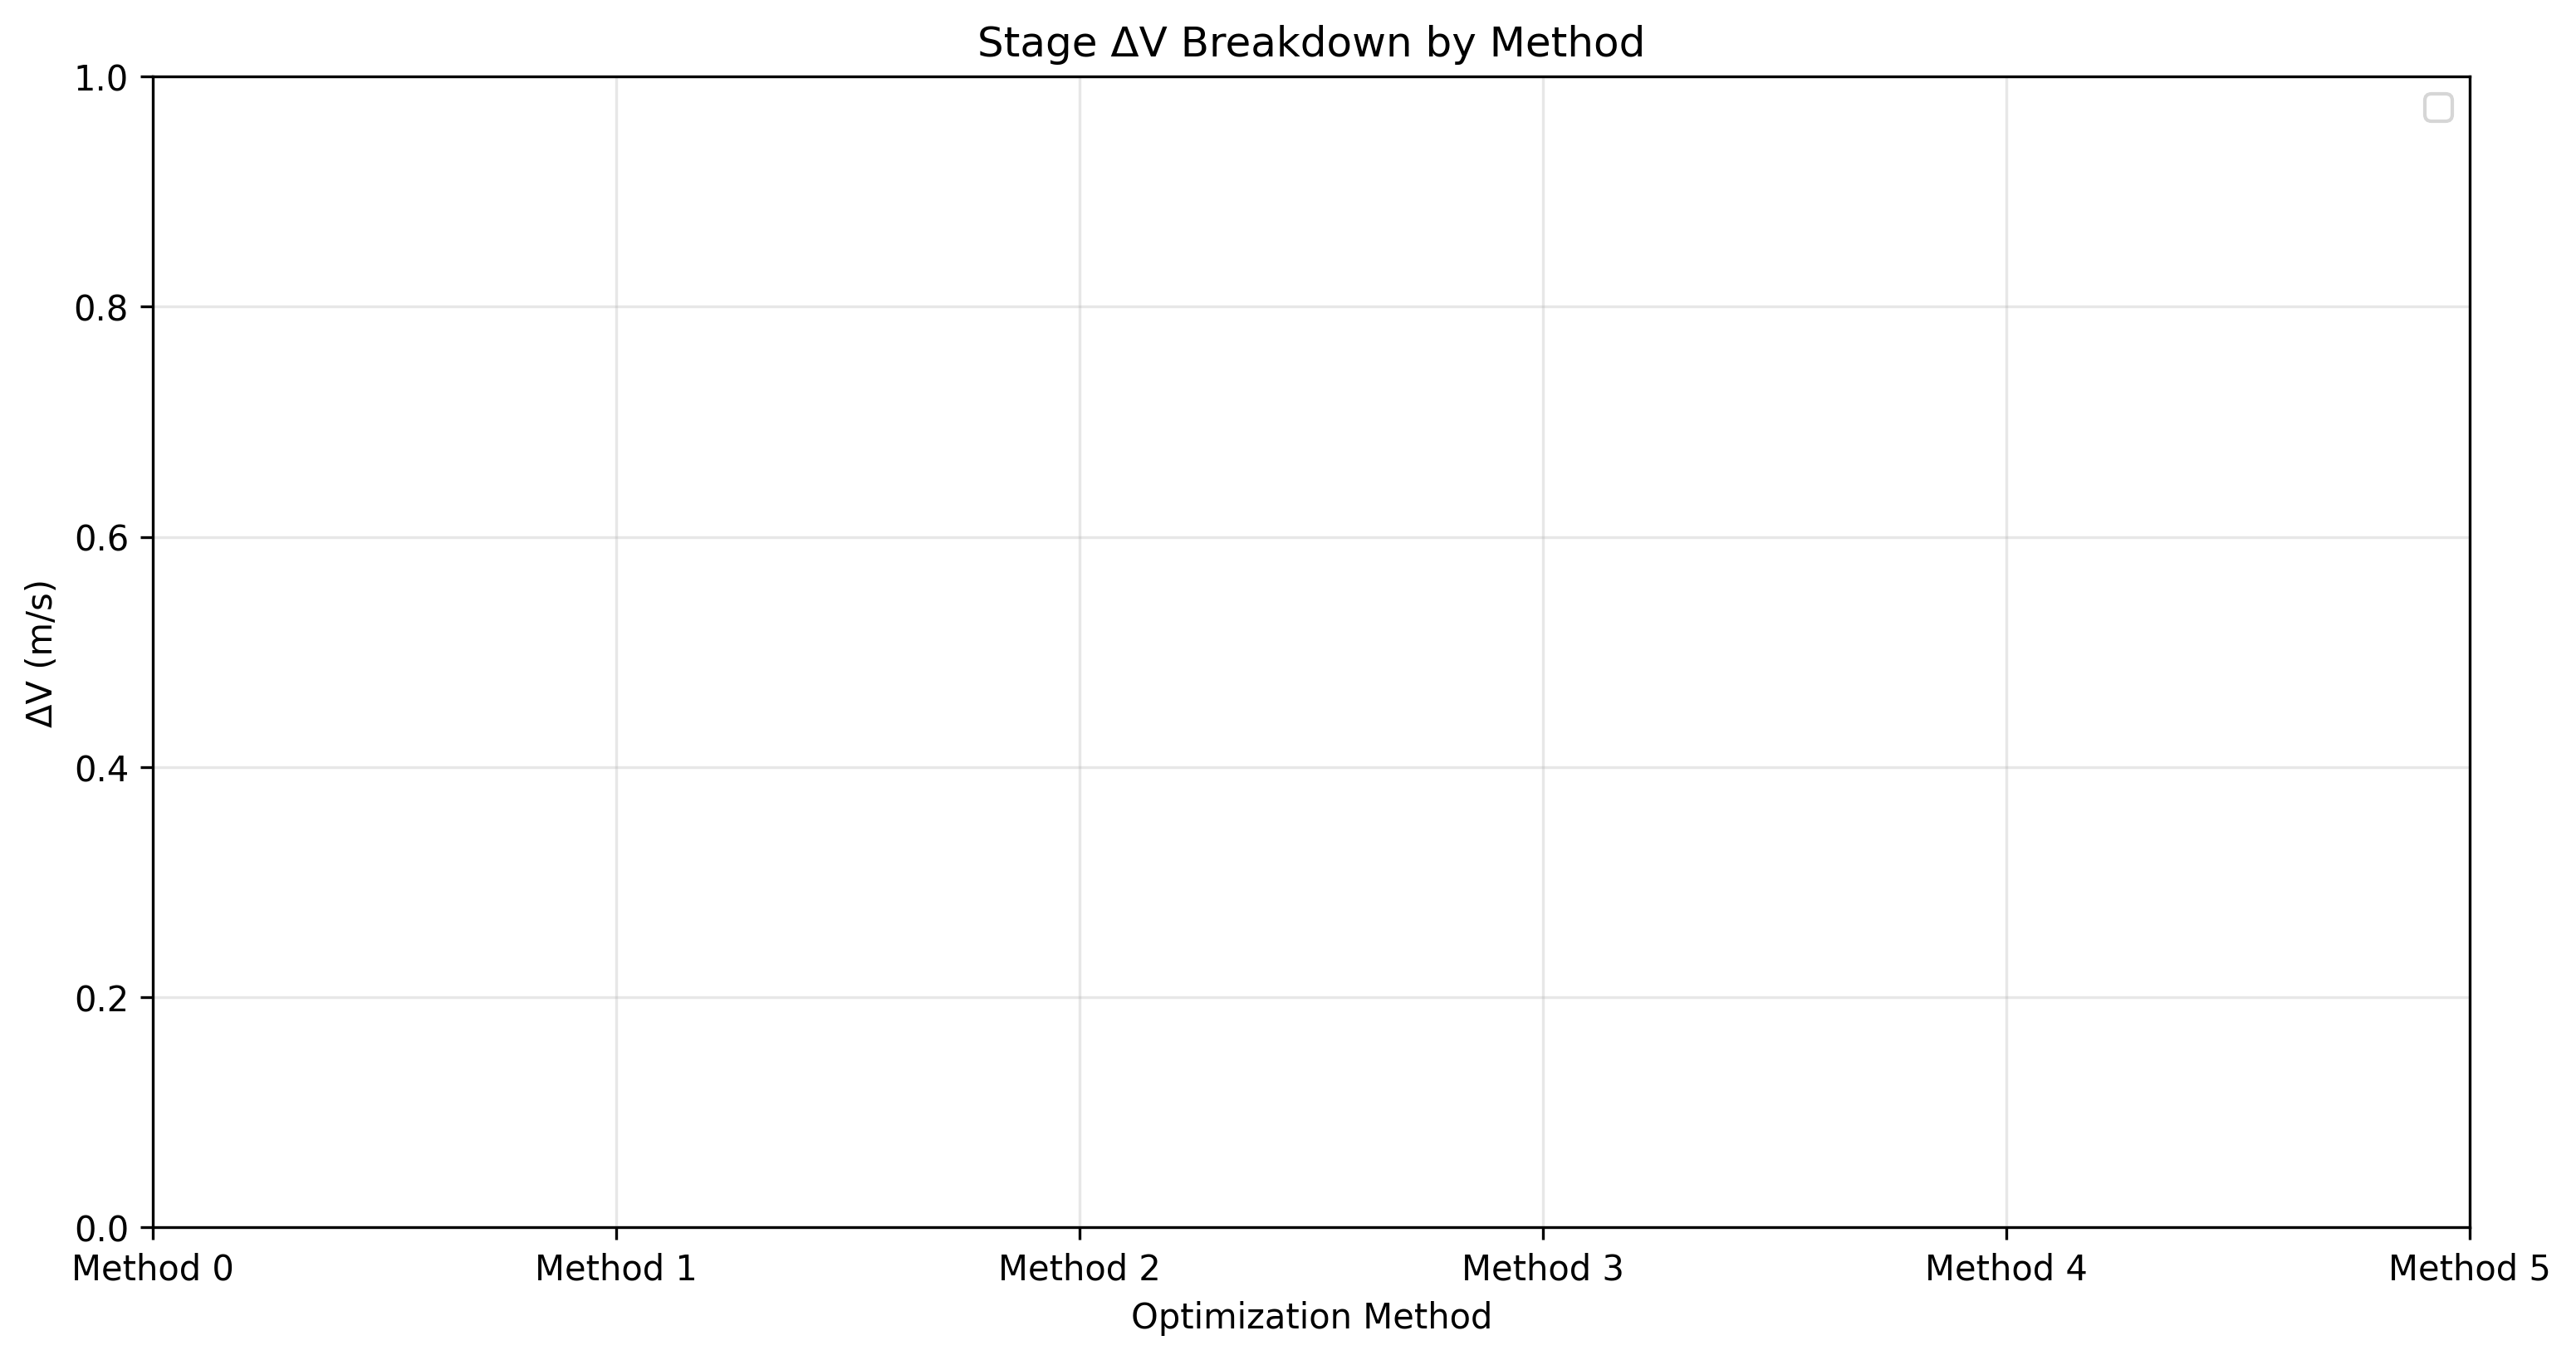 Stage ΔV Breakdown by Method
1.0
0.8
0.6
0.4
0.2
0.0
ΔV (m/s)
Method 0 Method 1 Method 2 Method 3 Method 4 Method 5
Optimization Method